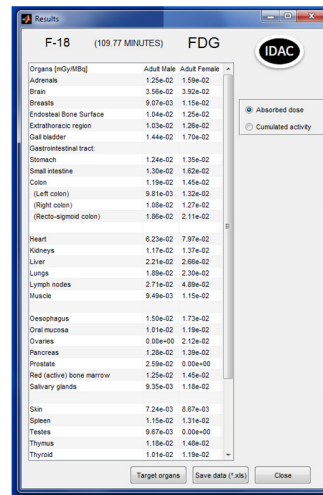 Results
F-18 (109.77 MINUTES) FDG
IDAC
Organs [mGy/MBq] Adult Male Adult Female
Adrenals 1.25e-02 1.59e-02
Brain 3.56e-02 3.92e-02
Breasts 9.07e-03 1.15e-02
Endosteal Bone Surface 1.04e-02 1.25e-02
Extrathoracic region 1.03e-02 1.26e-02
Gall bladder 1.44e-02 1.70e-02
Gastrointestinal tract:
Stomach 1.24e-02 1.35e-02
Small intestine 1.30e-02 1.62e-02
Colon 1.19e-02 1.45e-02
(Left colon) 9.81e-03 1.32e-02
(Right colon) 1.08e-02 1.27e-02
(Recto-sigmoid colon) 1.86e-02 2.11e-02
Heart 6.23e-02 7.97e-02
Kidneys 1.17e-02 1.37e-02
Liver 2.21e-02 2.66e-02
Lungs 1.89e-02 2.30e-02
Lymph nodes 2.71e-02 4.89e-02
Muscle 9.49e-03 1.15e-02
Oesophagus 1.50e-02 1.73e-02
Oral mucosa 1.01e-02 1.19e-02
Ovaries 0.00e+00 2.12e-02
Pancreas 1.28e-02 1.39e-02
Prostate 2.59e-02 0.00e+00
Red (active) bone marrow 1.25e-02 1.45e-02
Salivary glands 9.35e-03 1.18e-02
Skin 7.24e-03 8.67e-03
Spleen 1.15e-02 1.31e-02
Testes 9.67e-03 0.00e+00
Thymus 1.18e-02 1.48e-02
Thyroid 1.01e-02 1.19e-02
Absorbed dose
Cumulated activity
Target organs Save data (*.xls) Close